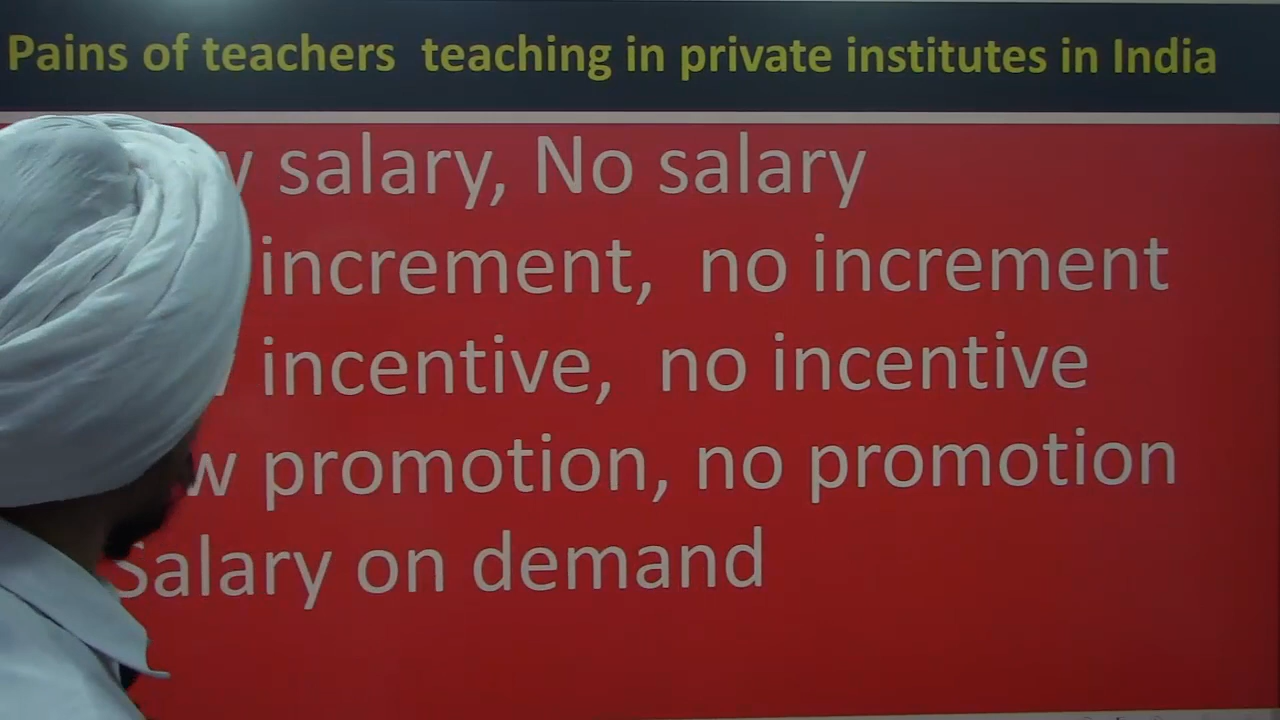 Pains of teachers teaching in private institutes in India
salary, No salary
increment, no increment
incentive, no incentive
promotion, no promotion
Salary on demand